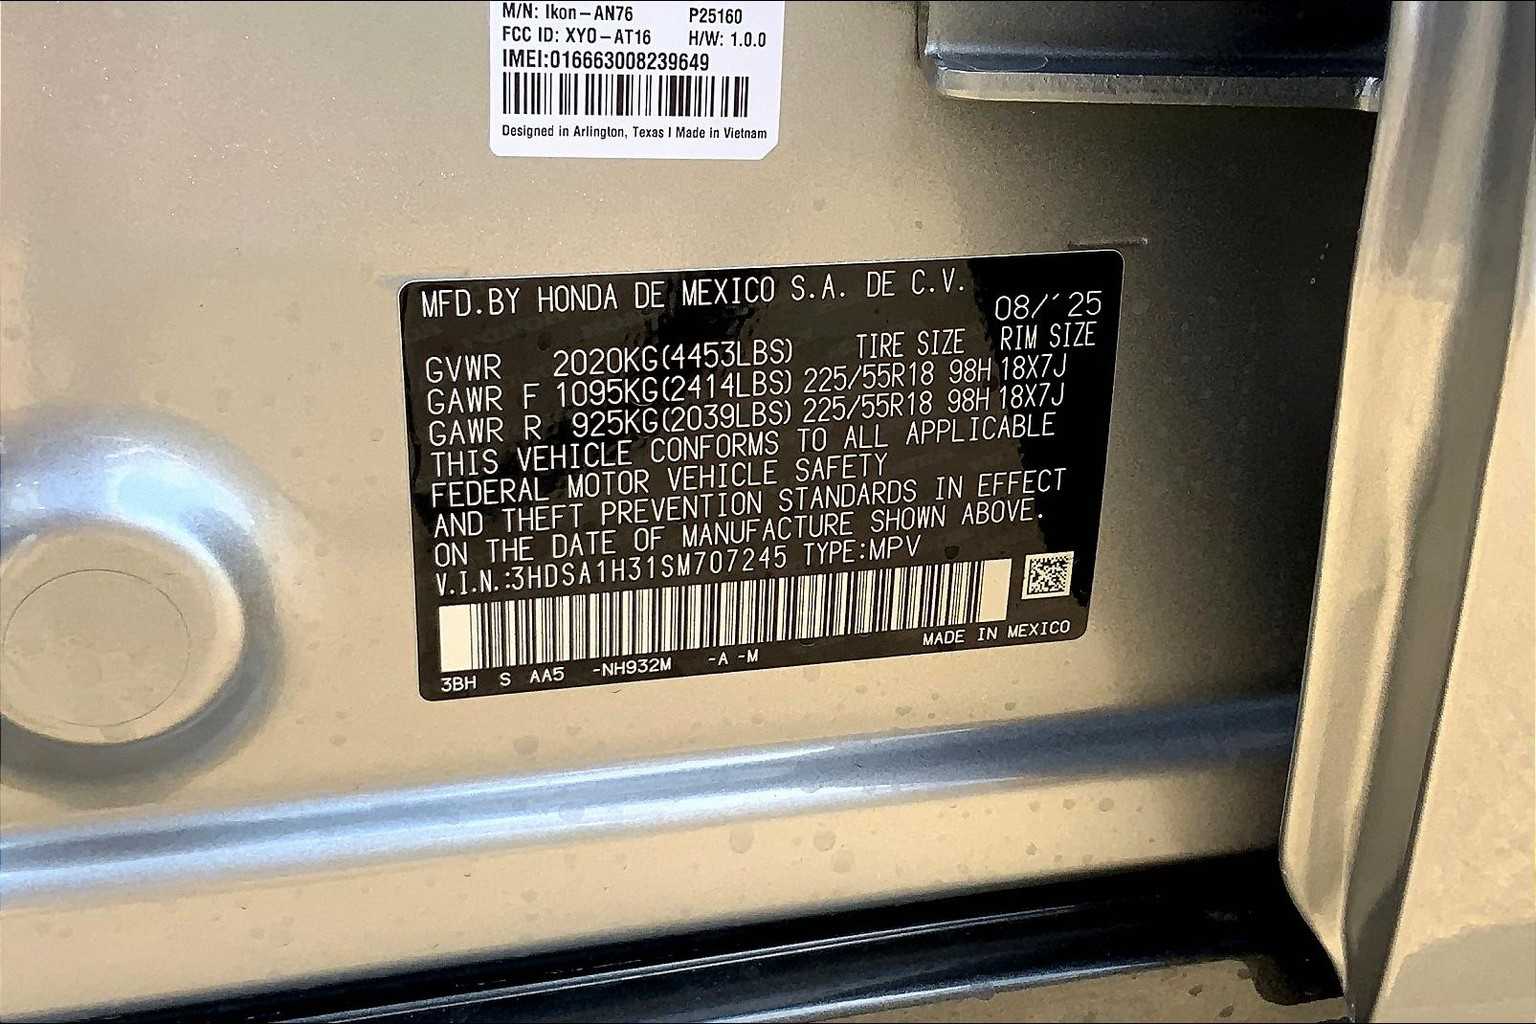 M/N: Ikon-AN76 P25160
FCC ID: XYO-AT16 H/W: 1.0.0
IMEI:016663008239649
Designed in Arlington, Texas | Made in Vietnam
MFD.BY HONDA DE MEXICO S.A. DE C.V.
08/'25
TIRE SIZE RIM SIZE
GVWR 2020KG(4453LBS)
GAWR F 1095KG(2414LBS) 225/55R18 98H 18X7J
GAWR R 925KG(2039LBS) 225/55R18 98H 18X7J
THIS VEHICLE CONFORMS TO ALL APPLICABLE
FEDERAL MOTOR VEHICLE SAFETY
AND THEFT PREVENTION STANDARDS IN EFFECT
ON THE DATE OF MANUFACTURE SHOWN ABOVE.
V.I.N.:3HDSA1H31SM707245 TYPE:MPV
MADE IN MEXICO
3BH S AA5 -NH932M -A -M